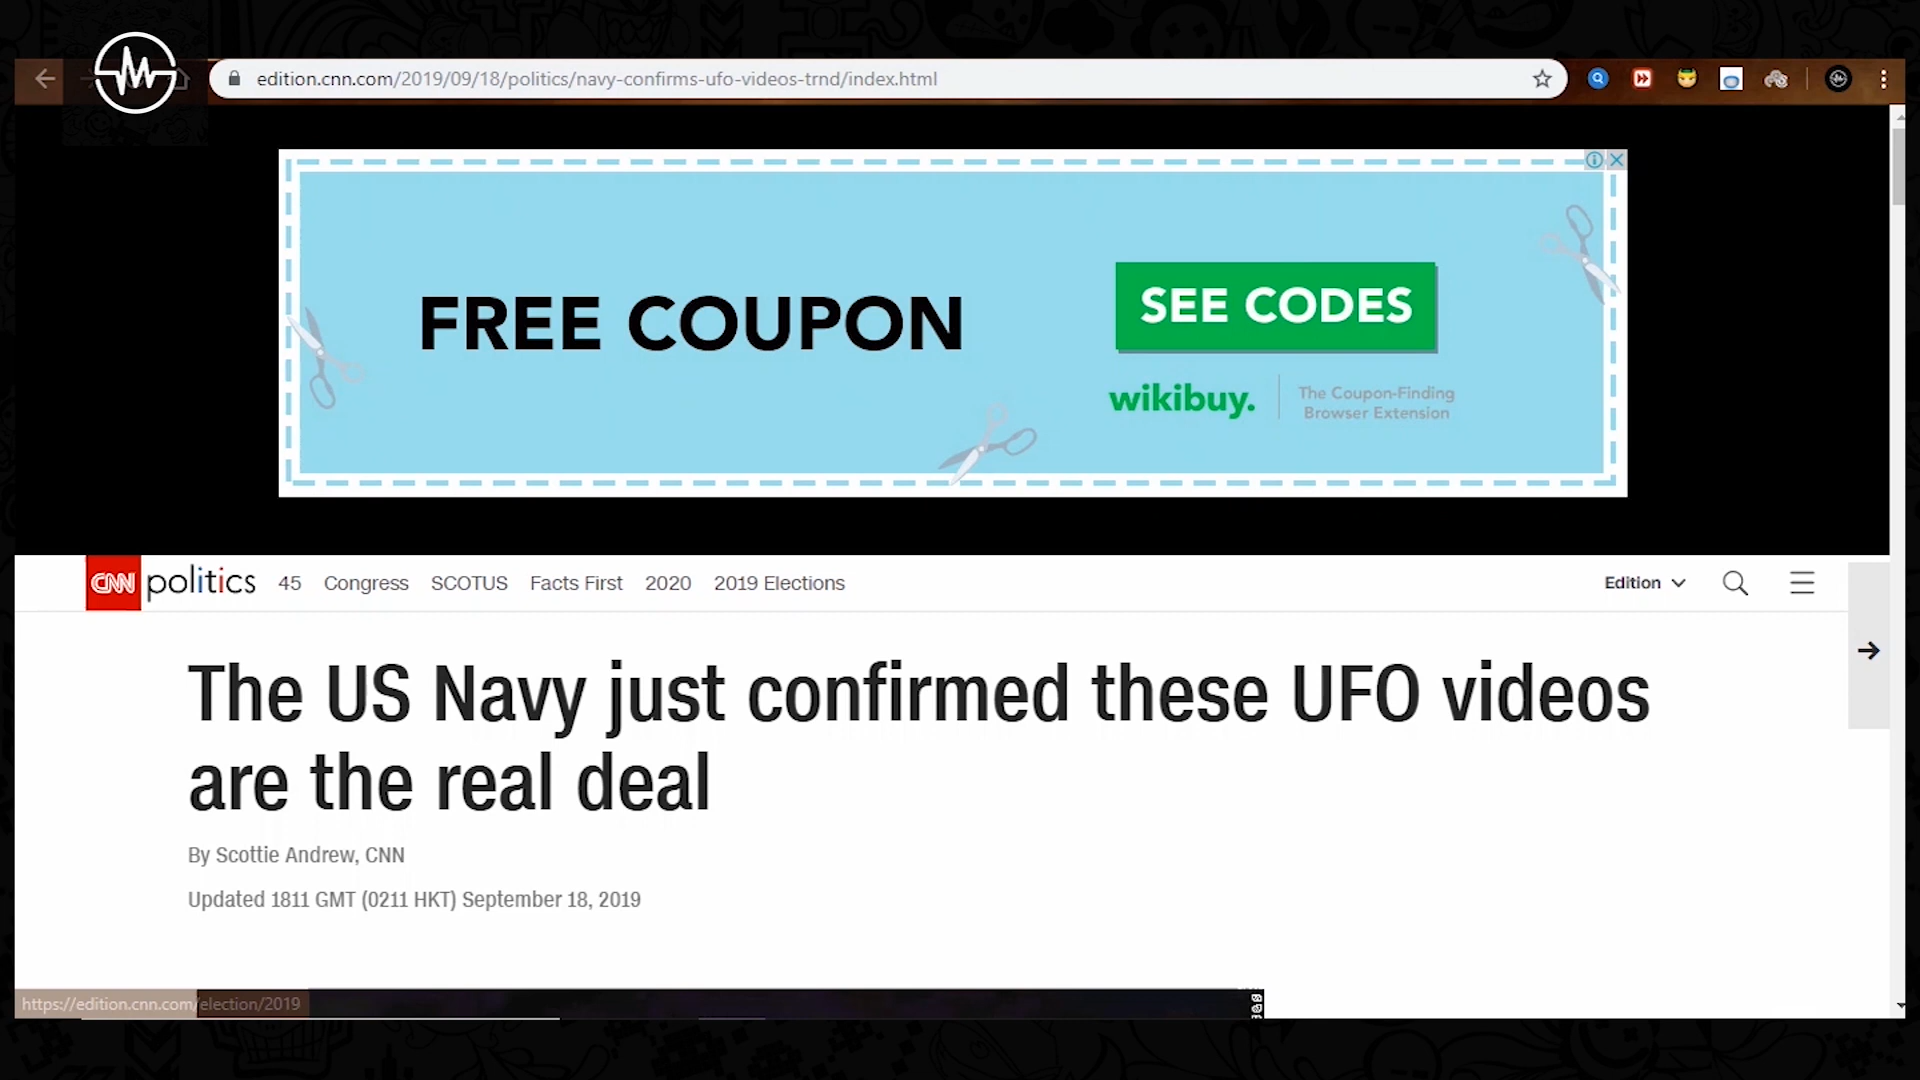 edition.cnn.com/2019/09/18/politics/navy-confirms-ufo-videos-trnd/index.html
FREE COUPON
SEE CODES
wikibuy.
The Coupon-Finding
Browser Extension
CNN politics 45 Congress SCOTUS Facts First 2020 2019 Elections Edition
The US Navy just confirmed these UFO videos
are the real deal
By Scottie Andrew, CNN
Updated 1811 GMT (0211 HKT) September 18, 2019
https://edition.cnn.com/election/2019